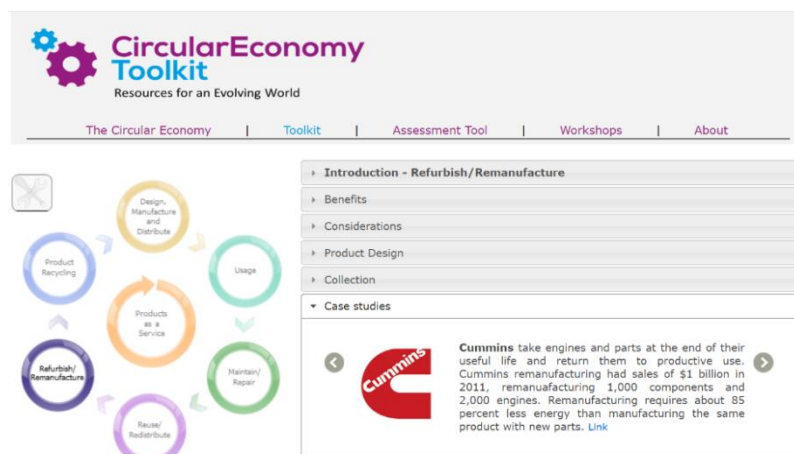 CircularEconomy
Toolkit
Resources for an Evolving World
The Circular Economy | Toolkit | Assessment Tool | Workshops | About
Introduction - Refurbish/Remanufacture
Benefits
Considerations
Product Design
Collection
Case studies
Design,
Manufacture
and
Distribute
Product
Recycling
Usage
Products
as a
Service
Refurbish/
Remanufacture
Maintain/
Repair
Reuse/
Redistribute
Cummins
Cummins take engines and parts at the end of their
useful life and return them to productive use.
Cummins remanufacturing had sales of $1 billion in
2011, remanuafacturing 1,000 components and
2,000 engines. Remanufacturing requires about 85
percent less energy than manufacturing the same
product with new parts. Link